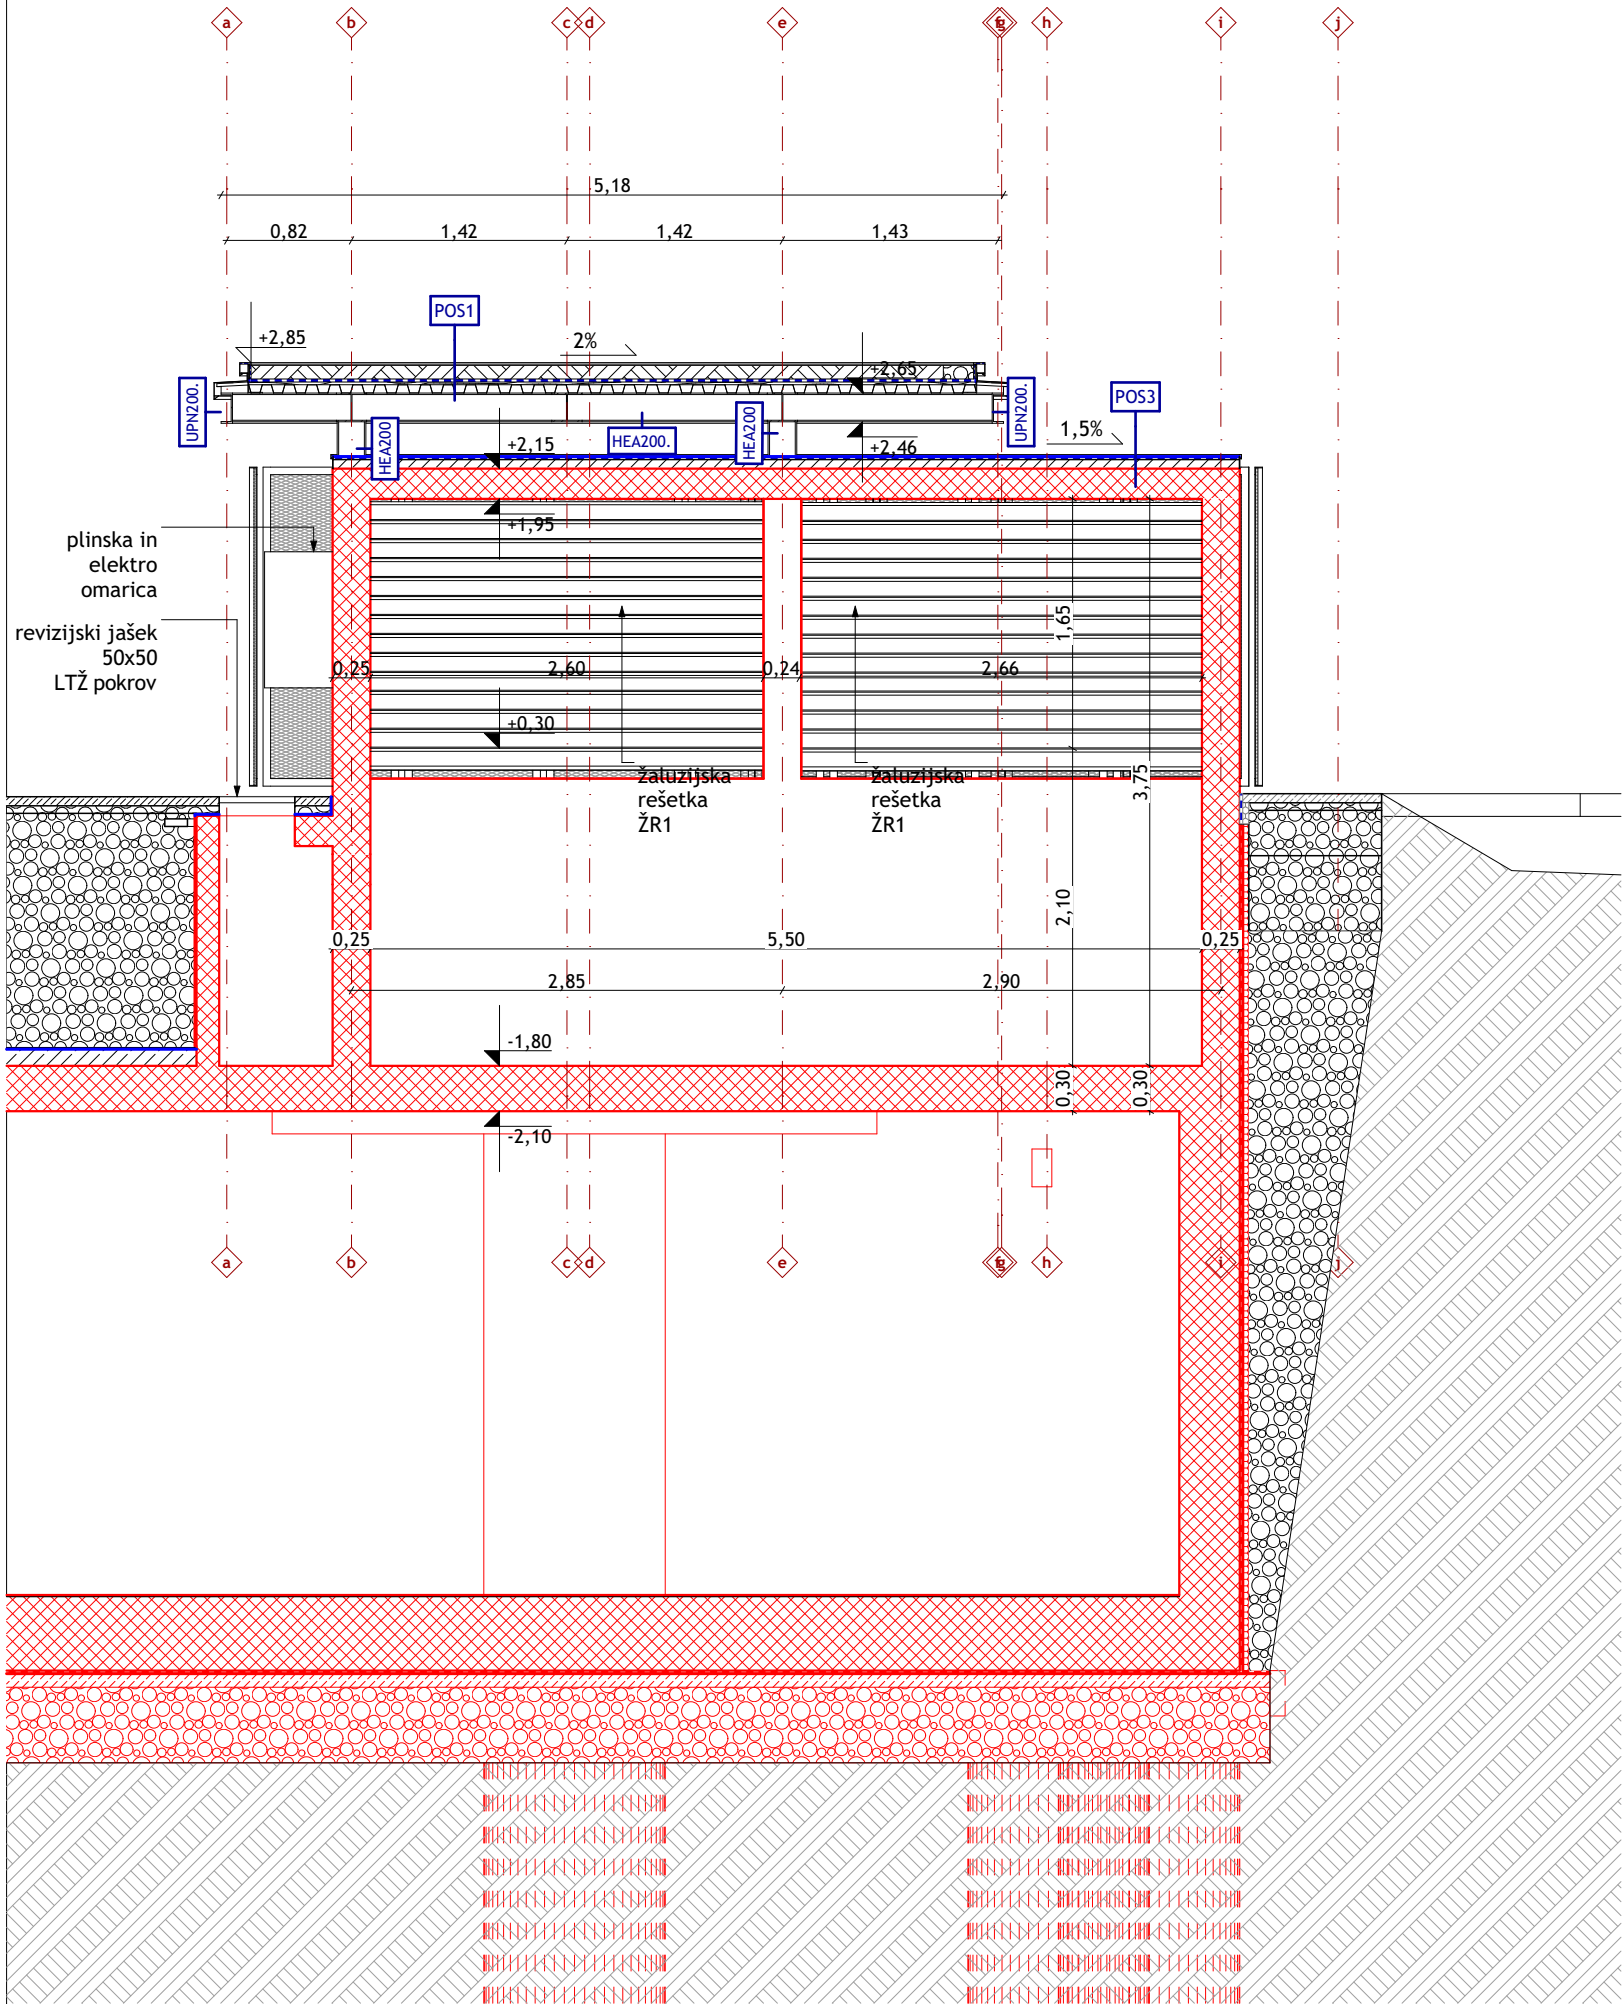 a b c d e f g h i j
5,18
0,82 1,42 1,42 1,43
POS1
+2,85 2% +2,65
UPN200. HEA200 HEA200. HEA200 UPN200. POS3
+2,15 +2,46 1,5%
+1,95
plinska in
elektro
omarica
revizijski jašek
50x50
LTŽ pokrov
0,25 2,60 0,24 2,66 1,65
+0,30
žaluzijska
rešetka
ŽR1
žaluzijska
rešetka
ŽR1
3,75
2,10
0,25 5,50 0,25
2,85 2,90
-1,80
0,30 0,30
-2,10
a b c d e f g h i j